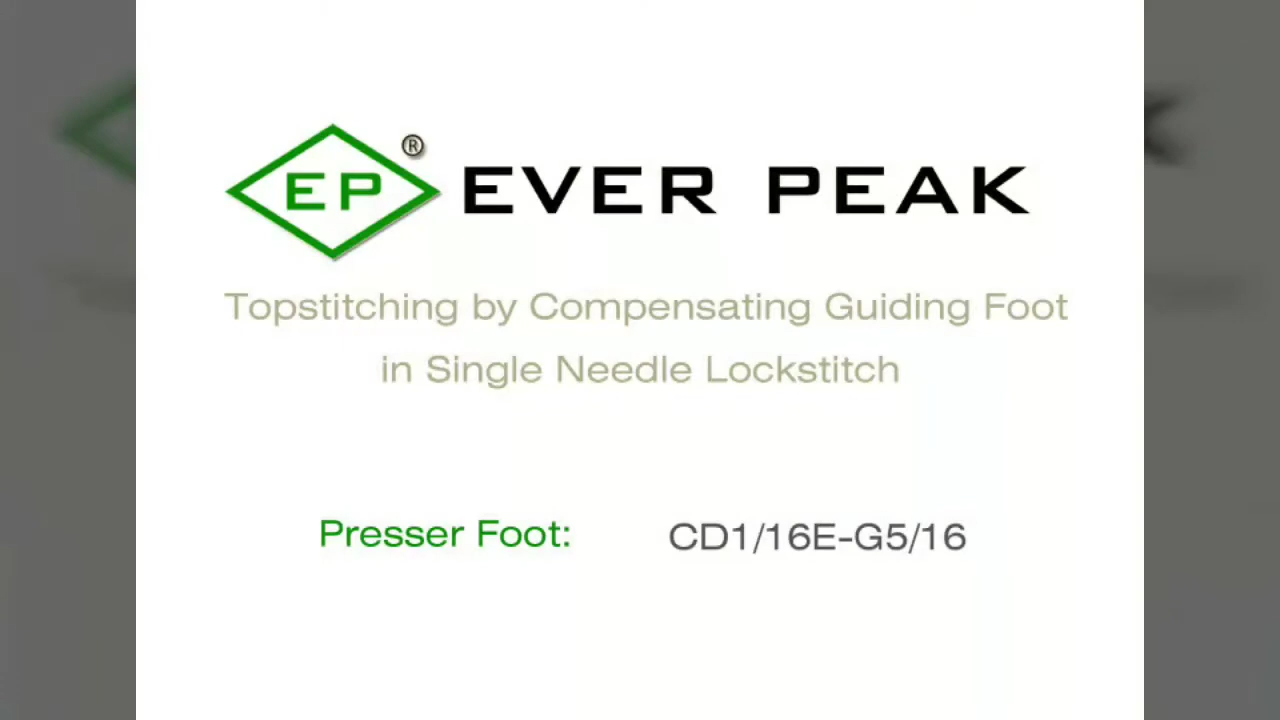 EP® EVER PEAK
Topstitching by Compensating Guiding Foot
in Single Needle Lockstitch
Presser Foot: CD1/16E-G5/16